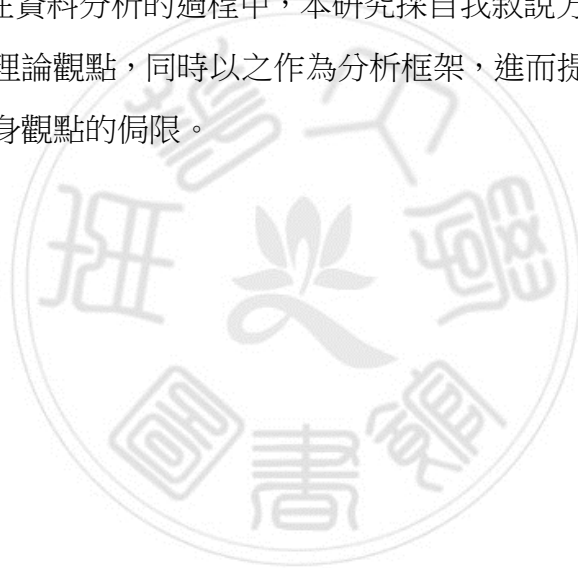 在資料分析的過程中,本研究採自我敘說方
理論觀點,同時以之作為分析框架,進而提
身觀點的侷限。